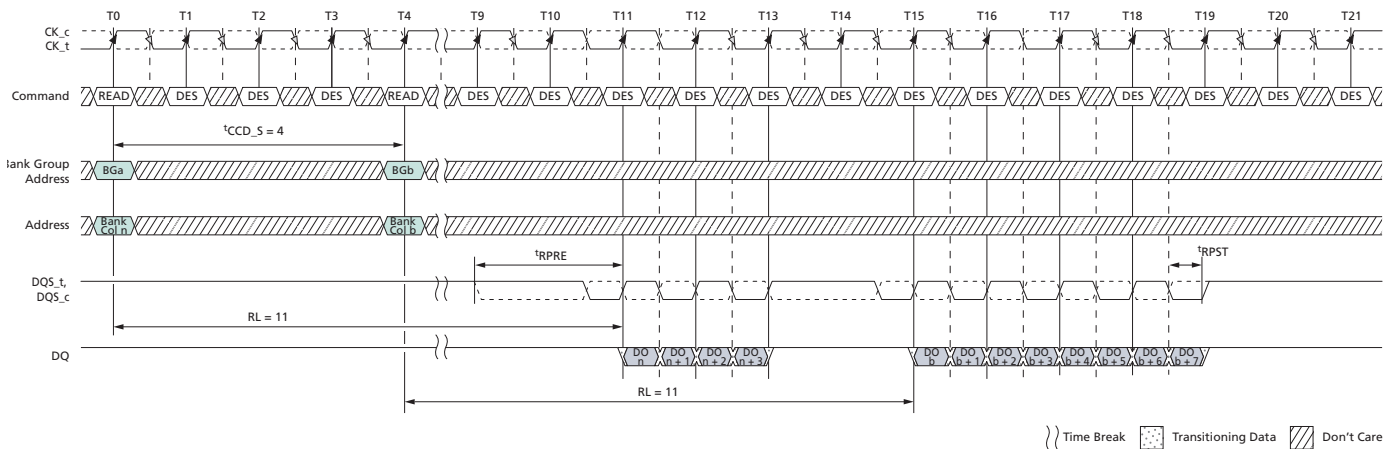 T0 T1 T2 T3 T4 T9 T10 T11 T12 T13 T14 T15 T16 T17 T18 T19 T20 T21
CK_c
CK_t
Command READ DES DES DES READ DES DES DES DES DES DES DES DES DES DES DES DES DES
tCCD_S = 4
Bank Group
Address
BGa BGb
Address
Bank
Col n
Bank
Col b
tRPRE tRPST
DQS_t,
DQS_c
RL = 11
DQ
DO
n
DO
n + 1
DO
n + 2
DO
n + 3
DO
b
DO
b + 1
DO
b + 2
DO
b + 3
DO
b + 4
DO
b + 5
DO
b + 6
DO
b + 7
RL = 11
Time Break Transitioning Data Don't Care